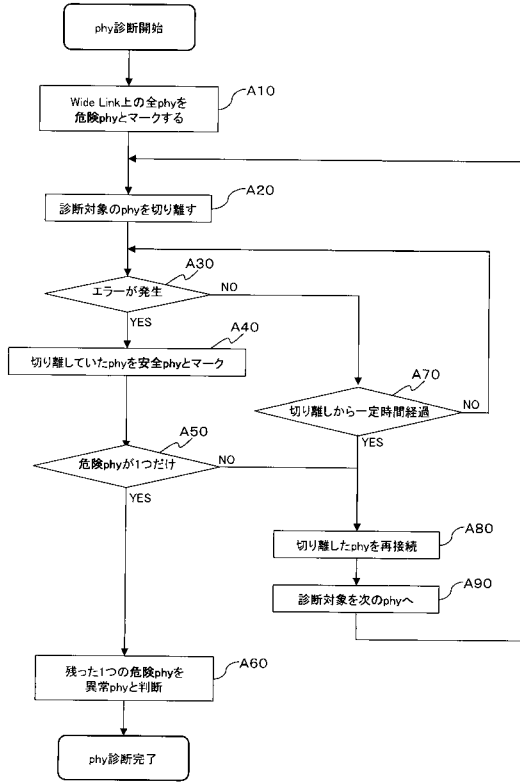 phy診断開始
Wide Link上の全phyを
危険phyとマークする
A10
診断対象のphyを切り離す
A20
エラーが発生
A30
NO
YES
切り離していたphyを安全phyとマーク
A40
切り離しから一定時間経過
A70
NO
YES
危険phyが1つだけ
A50
NO
YES
切り離したphyを再接続
A80
診断対象を次のphyへ
A90
残った1つの危険phyを
異常phyと判断
A60
phy診断完了